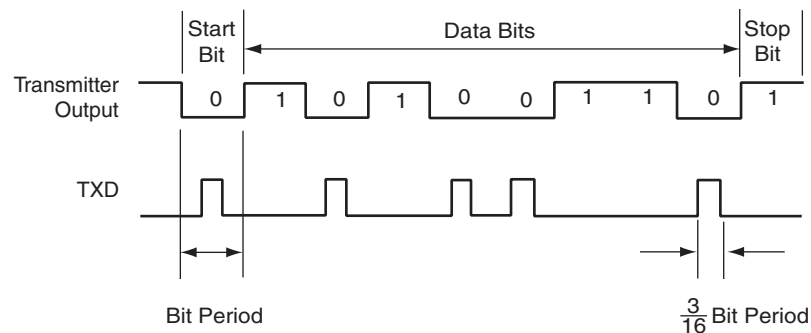 Start
Bit
Data Bits
Stop
Bit
Transmitter
Output
0 1 0 1 0 0 1 1 0 1
TXD
Bit Period
3/16 Bit Period